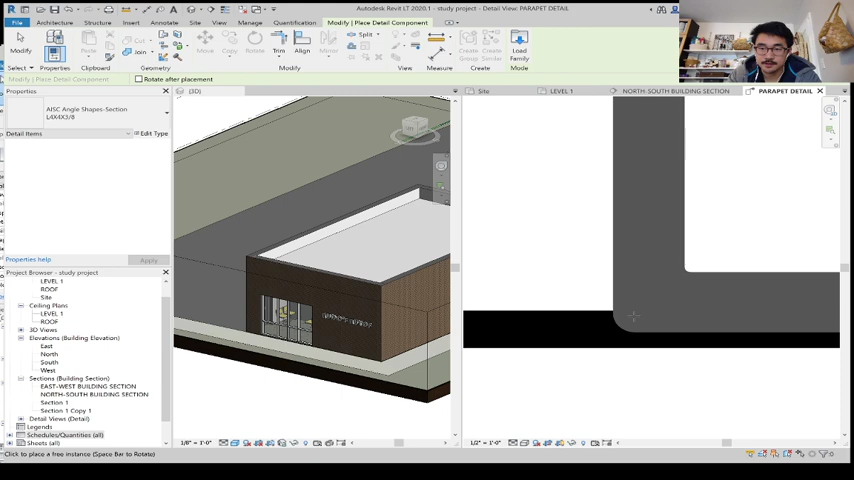 Autodesk Revit LT 2020.1 - study project - Detail View: PARAPET DETAIL
File Architecture Structure Insert Annotate Site View Manage Quantification Modify | Place Detail Component
Modify Paste Cut Join Move Copy Rotate Trim Align Mirror Split Measure Create Group Load Family
Select Properties Clipboard Geometry Modify View Measure Create Mode
Modify | Place Detail Component Rotate after placement
Properties
AISC Angle Shapes-Section
L4X4X3/8
Detail Items
Edit Type
Properties help
Apply
Project Browser - study project
LEVEL 1
ROOF
Site
Ceiling Plans
LEVEL 1
ROOF
3D Views
Elevations (Building Elevation)
East
North
South
West
Sections (Building Section)
EAST-WEST BUILDING SECTION
NORTH-SOUTH BUILDING SECTION
Section 1
Section 1 Copy 1
Detail Views (Detail)
Legends
Schedules/Quantities (all)
Sheets (all)
{3D}
Site
LEVEL 1
NORTH-SOUTH BUILDING SECTION
PARAPET DETAIL
1/8" = 1'-0"
1/2" = 1'-0"
Click to place a free instance (Space Bar to Rotate)